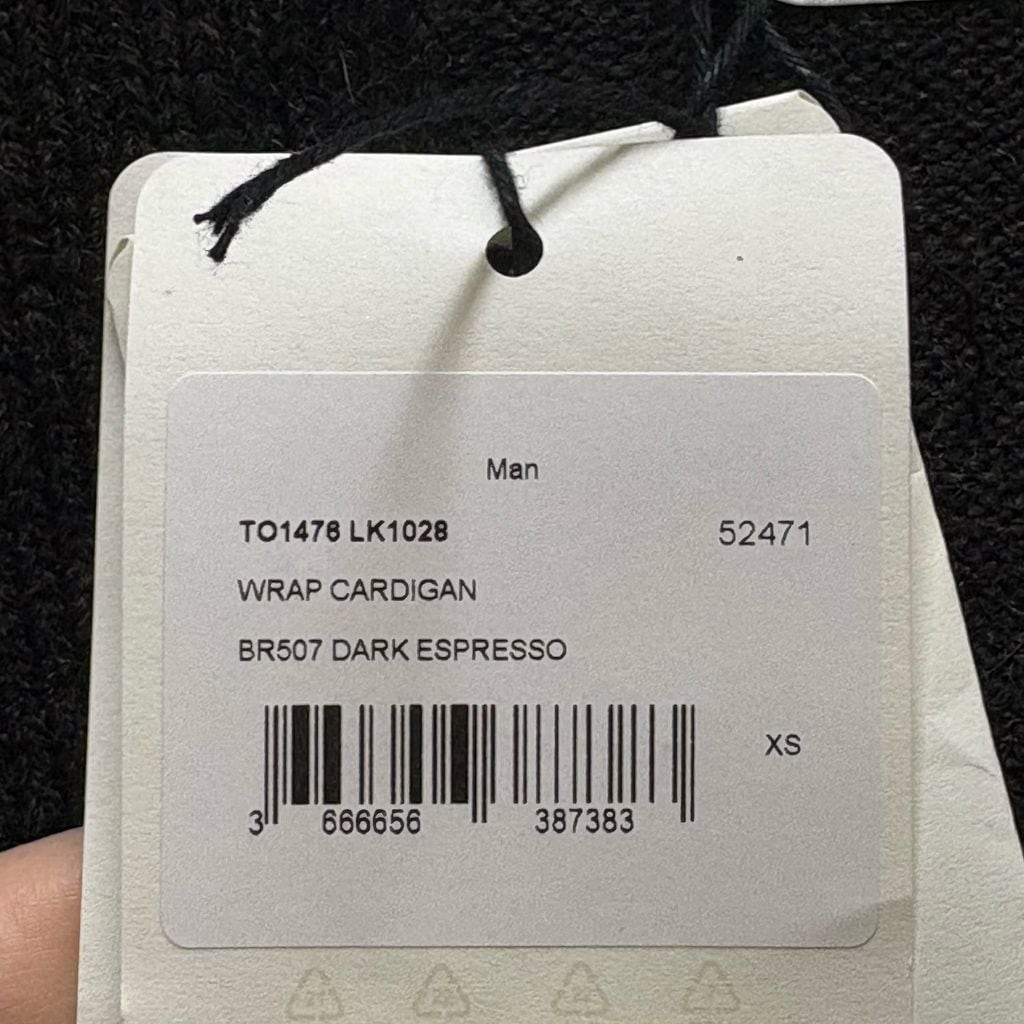 Man
TO1476 LK1028
52471
WRAP CARDIGAN
BR507 DARK ESPRESSO
XS
3 666656 387383